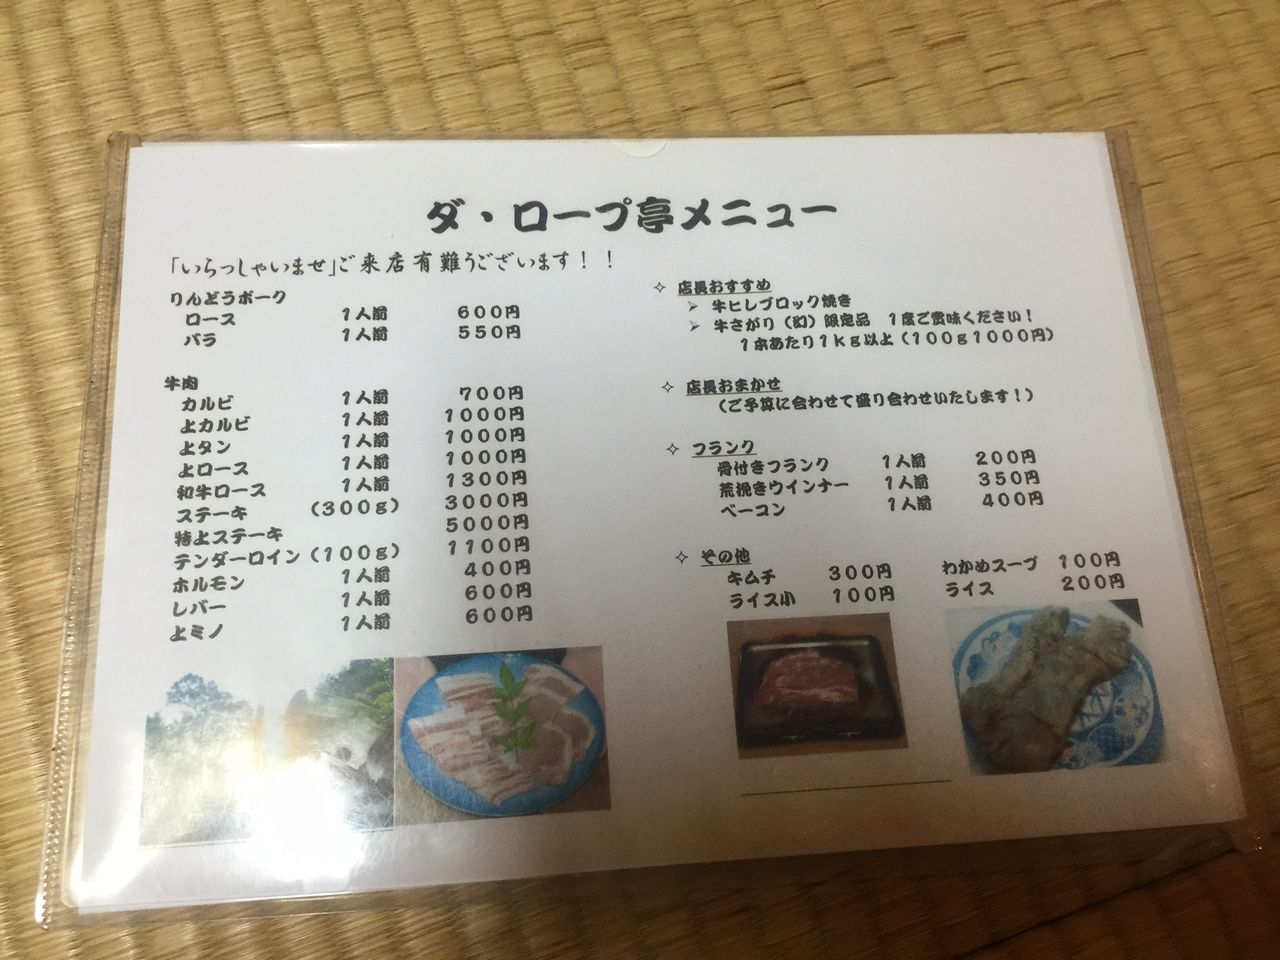 ダ・ロープ亭メニュー
「いらっしゃいませ」ご来店有難うございます！！
りんどうポーク
ロース 1人前 600円
バラ 1人前 550円
牛肉
カルビ 1人前 700円
上カルビ 1人前 1000円
上タン 1人前 1000円
上ロース 1人前 1000円
和牛ロース 1人前 1300円
ステーキ (300g) 3000円
特上ステーキ 5000円
テンダーロイン (100g) 1100円
ホルモン 1人前 400円
レバー 1人前 600円
上ミノ 1人前 600円
✧ 店長おすすめ
➢ 牛ヒレブロック焼き
➢ 牛さがり（幻）限定品 1度ご賞味ください！
1本あたり1kg以上（100g1000円）
✧ 店長おまかせ
（ご予算に合わせて盛り合わせいたします！）
✧ フランク
骨付きフランク 1人前 200円
荒挽きウインナー 1人前 350円
ベーコン 1人前 400円
✧ その他
キムチ 300円 わかめスープ 100円
ライス小 100円 ライス 200円